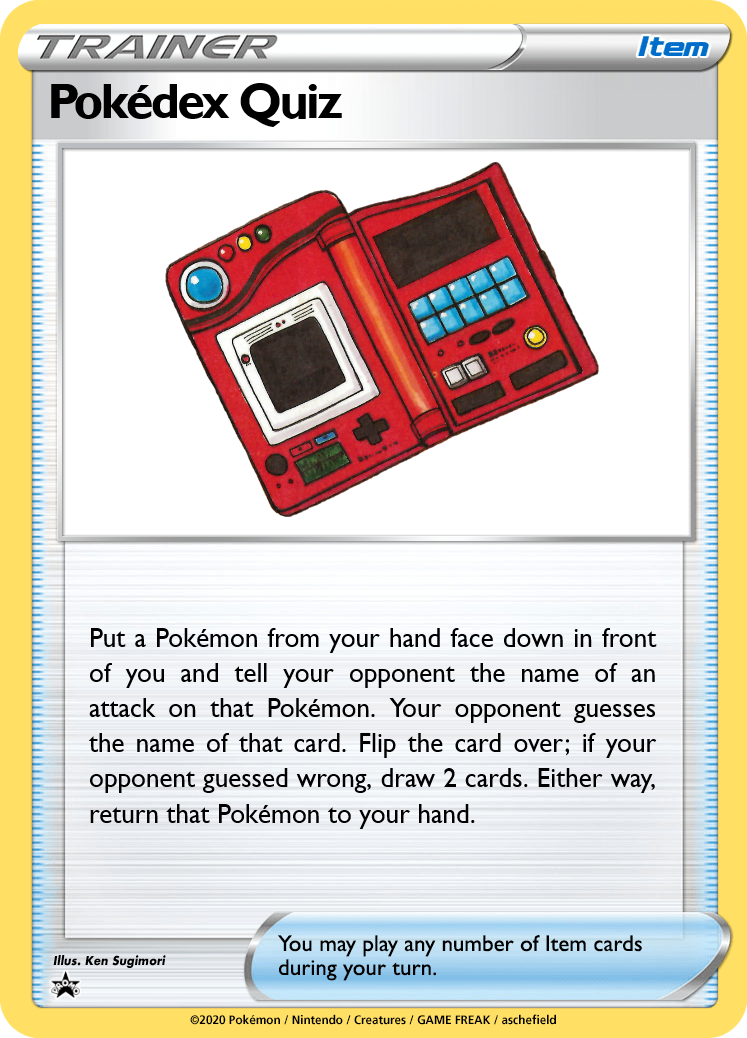 TRAINER
Item
Pokédex Quiz
Put a Pokémon from your hand face down in front
of you and tell your opponent the name of an
attack on that Pokémon. Your opponent guesses
the name of that card. Flip the card over; if your
opponent guessed wrong, draw 2 cards. Either way,
return that Pokémon to your hand.
You may play any number of Item cards
during your turn.
Illus. Ken Sugimori
PROMO
©2020 Pokémon / Nintendo / Creatures / GAME FREAK / aschefield